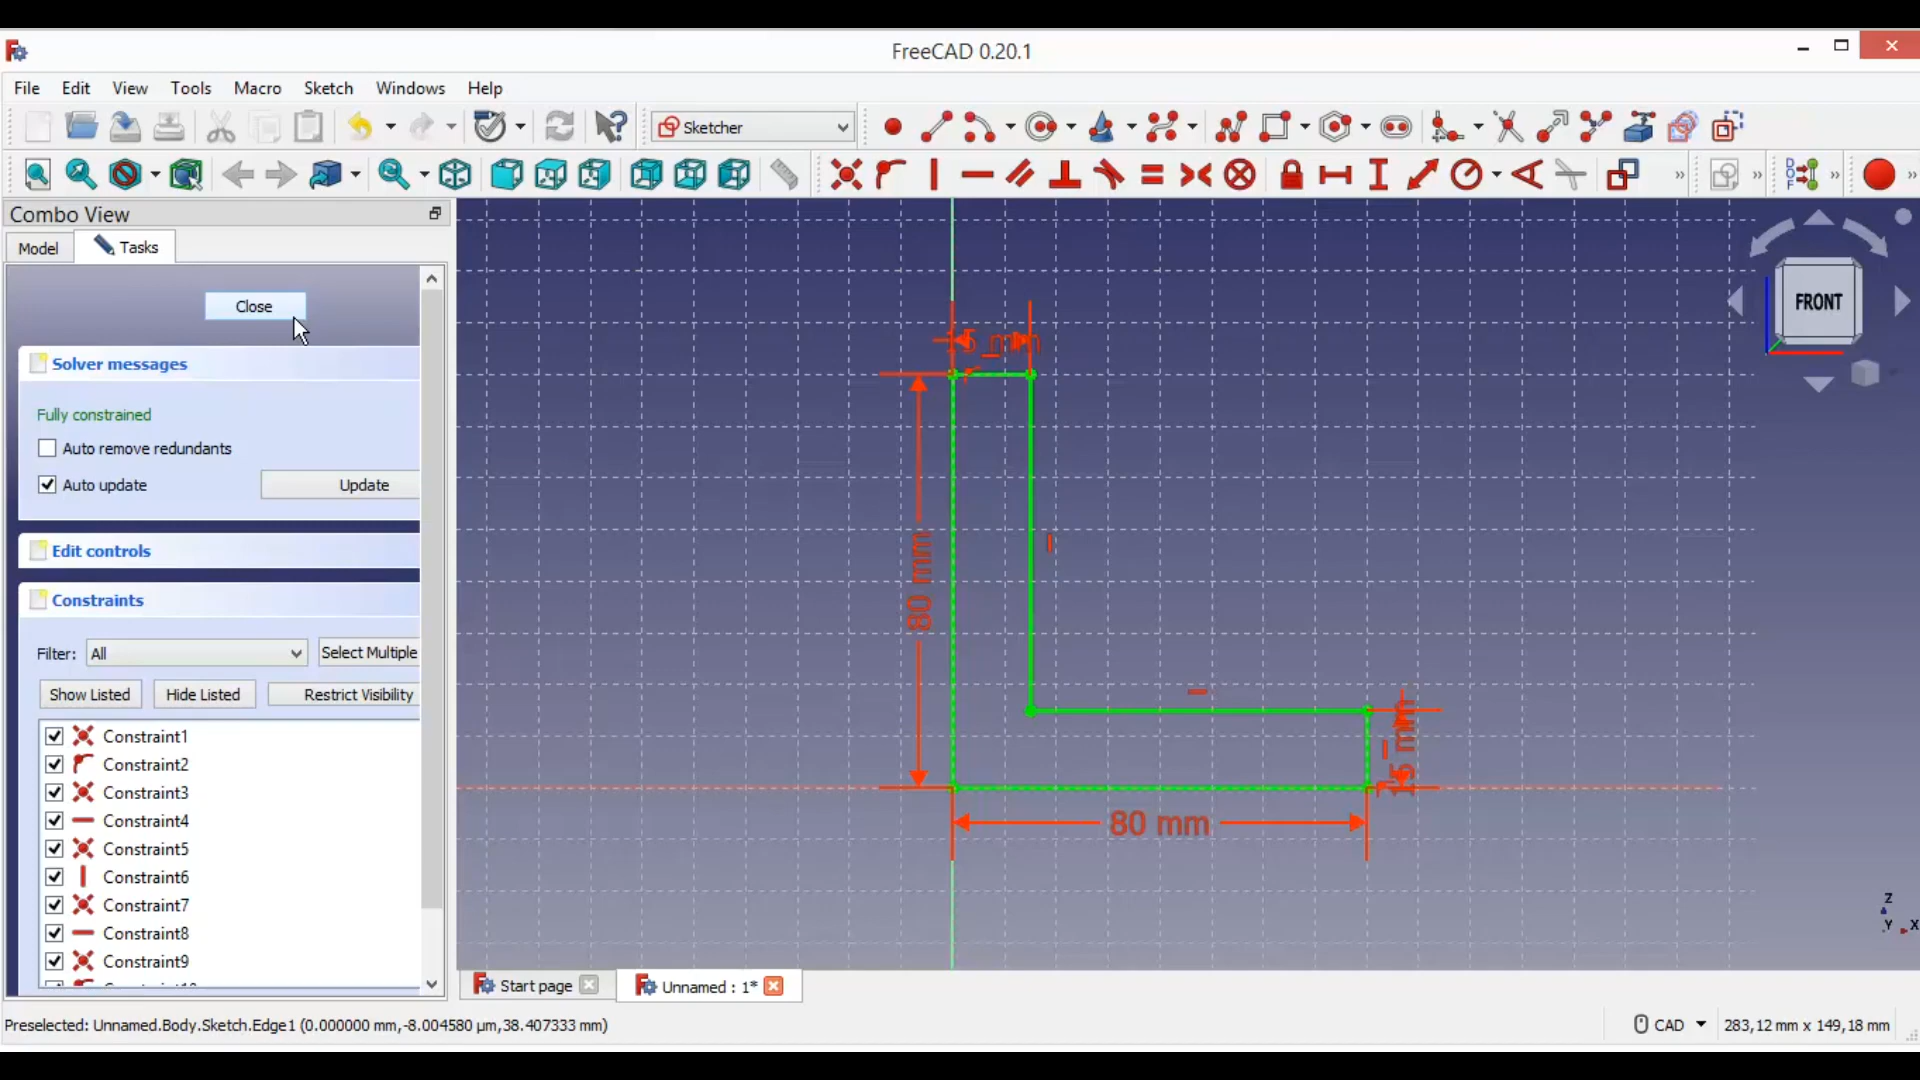 FreeCAD 0.20.1
File Edit View Tools Macro Sketch Windows Help
Sketcher
Combo View
Model Tasks
Close
Solver messages
Fully constrained
Auto remove redundants
Auto update Update
Edit controls
Constraints
Filter: All Select Multiple
Show Listed Hide Listed Restrict Visibility
Constraint1
Constraint2
Constraint3
Constraint4
Constraint5
Constraint6
Constraint7
Constraint8
Constraint9
15 mm
80 mm
15 mm
80 mm
FRONT
Z
Y X
Start page Unnamed : 1*
Preselected: Unnamed.Body.Sketch.Edge1 (0.000000 mm,-8.004580 µm,38.407333 mm) CAD 283,12 mm x 149,18 mm